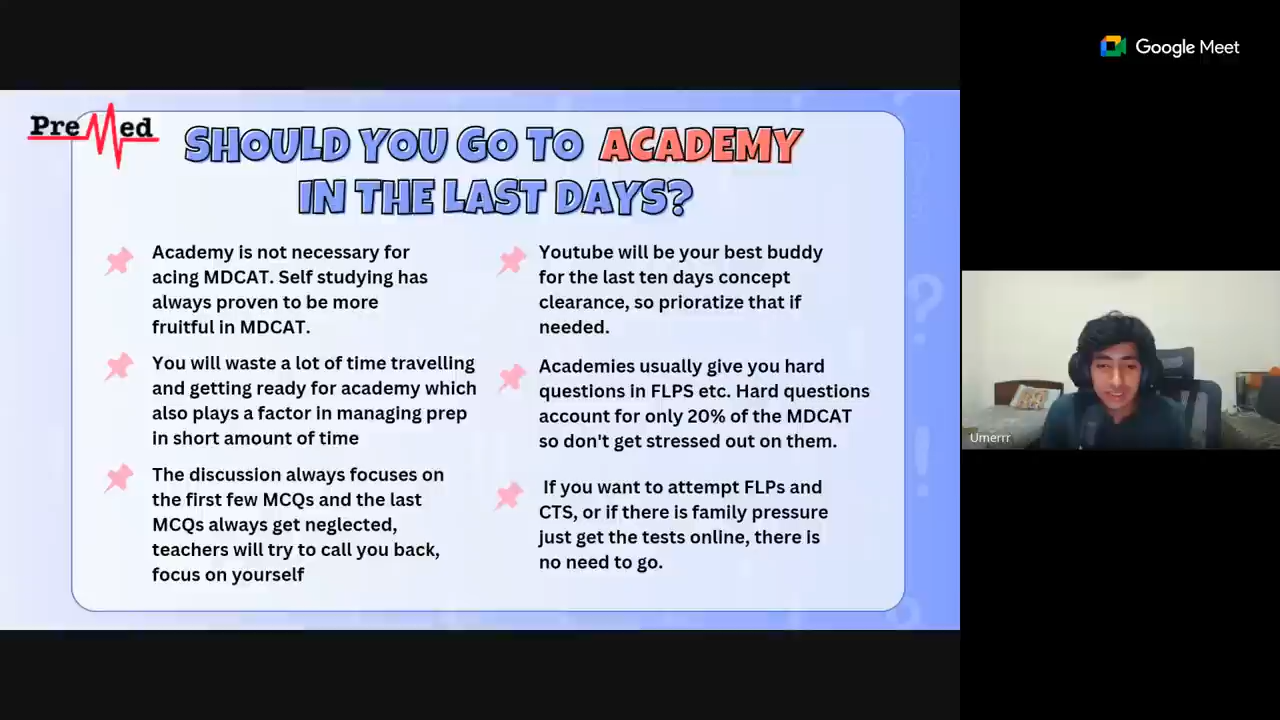 Google Meet
PreMed
SHOULD YOU GO TO ACADEMY
IN THE LAST DAYS?
Academy is not necessary for
acing MDCAT. Self studying has
always proven to be more
fruitful in MDCAT.
You will waste a lot of time travelling
and getting ready for academy which
also plays a factor in managing prep
in short amount of time
The discussion always focuses on
the first few MCQs and the last
MCQs always get neglected,
teachers will try to call you back,
focus on yourself
Youtube will be your best buddy
for the last ten days concept
clearance, so prioratize that if
needed.
Academies usually give you hard
questions in FLPS etc. Hard questions
account for only 20% of the MDCAT
so don't get stressed out on them.
If you want to attempt FLPs and
CTS, or if there is family pressure
just get the tests online, there is
no need to go.
Umerrr